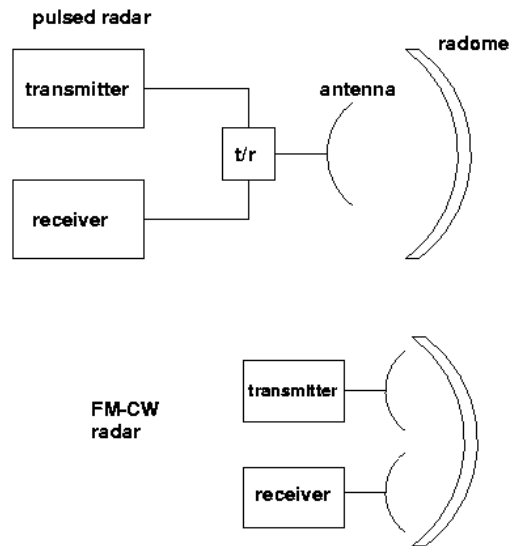 pulsed radar
radome
transmitter
antenna
t/r
receiver
transmitter
FM-CW
radar
receiver